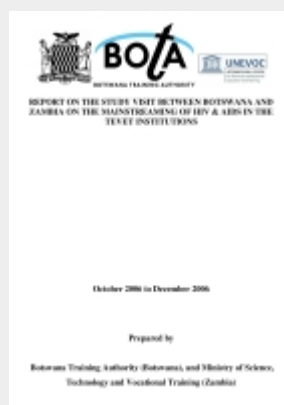 BOTA
UNEVOC
BOTSWANA TRAINING AUTHORITY
REPORT ON THE STUDY VISIT BETWEEN BOTSWANA AND
ZAMBIA ON THE MAINSTREAMING OF HIV & AIDS IN THE
TEVET INSTITUTIONS
October 2006 to December 2006
Prepared by
Botswana Training Authority (Botswana), and Ministry of Science,
Technology and Vocational Training (Zambia)